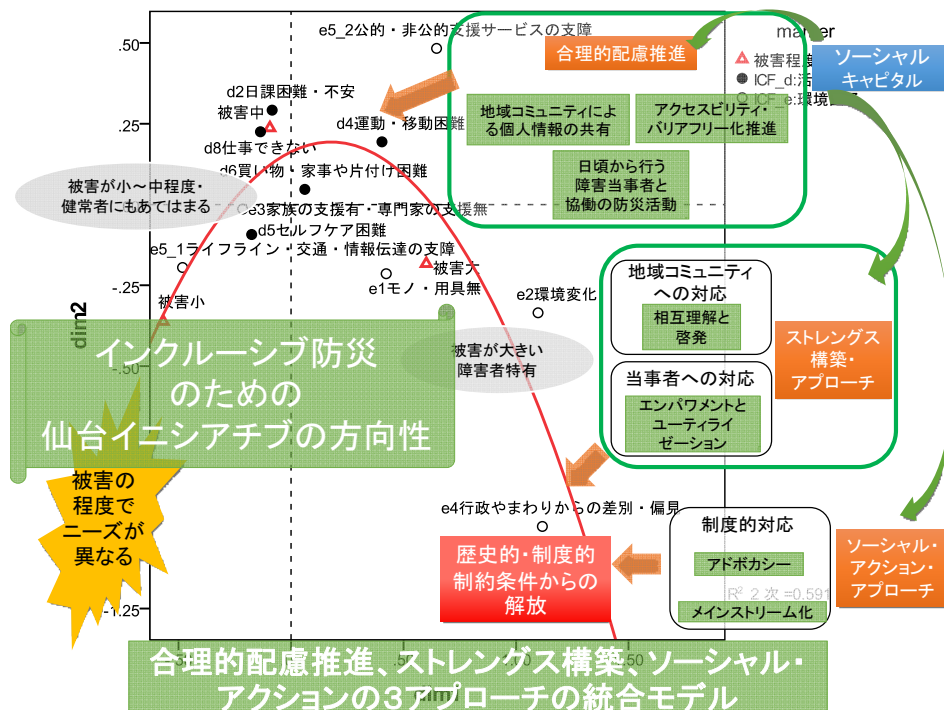 e5_2公的・非公的支援サービスの支障
.50
合理的配慮推進
被害程度
ICF_d:活
ICF_e:環境
ソーシャル
キャピタル
d2日課困難・不安
被害中
.25
d4運動・移動困難
d8仕事できない
d6買い物・家事や片付け困難
地域コミュニティによ
る個人情報の共有
アクセスビリティ・
バリアフリー化推進
日頃から行う
障害当事者と
協働の防災活動
被害が小～中程度・
健常者にもあてはまる
e3家族の支援有・専門家の支援無
d5セルフケア困難
e5_1ライフライン・交通・情報伝達の支障
被害大
e1モノ・用具無
-.25
被害小
e2環境変化
dim2
地域コミュニティ
への対応
相互理解と
啓発
ストレングス
構築・
アプローチ
当事者への対応
エンパワメントと
ユーティライ
ゼーション
被害が大きい
障害者特有
-.50
インクルーシブ防災
のための
仙台イニシアチブの方向性
被害の
程度で
ニーズが
異なる
e4行政やまわりからの差別・偏見
歴史的・制度的
制約条件からの
解放
制度的対応
アドボカシー
R² 2 次 =0.591
メインストリーム化
ソーシャル・
アクション・
アプローチ
-1.25
.50
合理的配慮推進、ストレングス構築、ソーシャル・
アクションの３アプローチの統合モデル
dim1